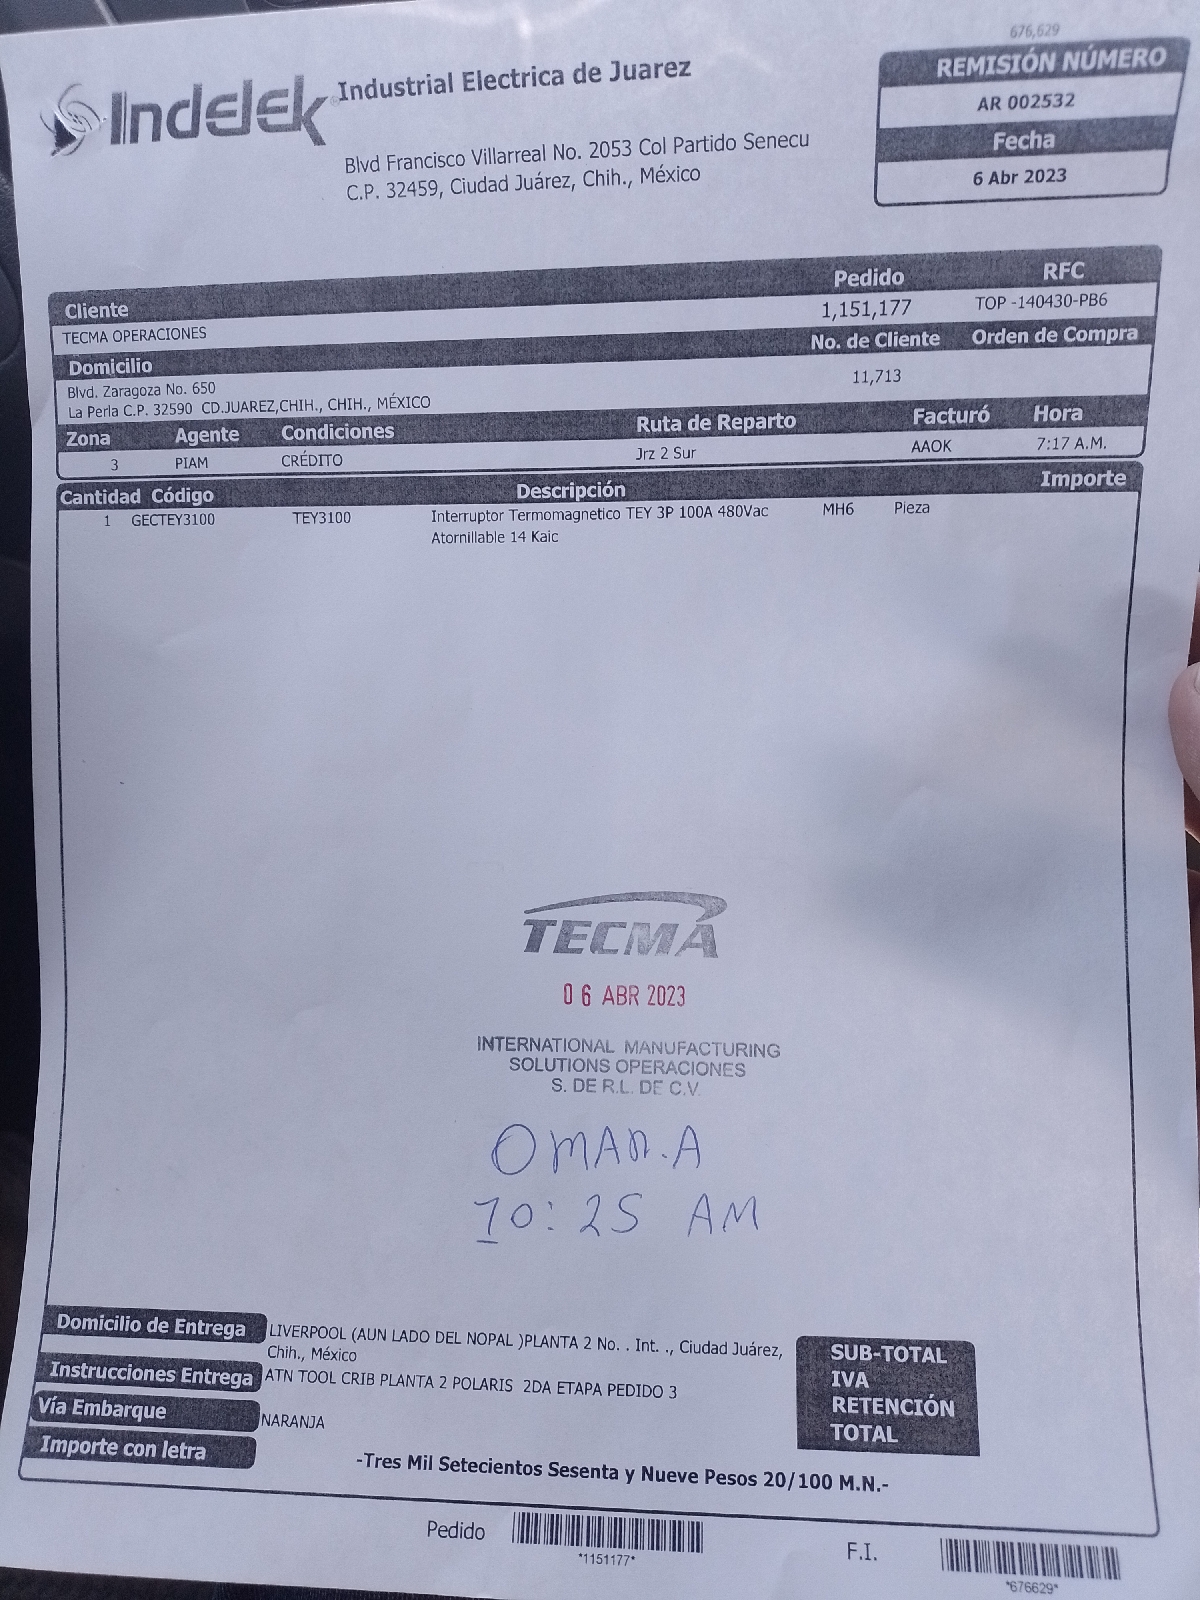 676,629
Indelek
Industrial Electrica de Juarez
Blvd Francisco Villarreal No. 2053 Col Partido Senecu
C.P. 32459, Ciudad Juárez, Chih., México
REMISIÓN NÚMERO
AR 002532
Fecha
6 Abr 2023
Cliente Pedido RFC
TECMA OPERACIONES 1,151,177 TOP -140430-PB6
Domicilio No. de Cliente Orden de Compra
Blvd. Zaragoza No. 650 11,713
La Perla C.P. 32590 CD.JUAREZ,CHIH., CHIH., MÉXICO
Zona Agente Condiciones Ruta de Reparto Facturó Hora
3 PIAM CRÉDITO Jrz 2 Sur AAOK 7:17 A.M.
Cantidad Código Descripción Importe
1 GECTEY3100 TEY3100 Interruptor Termomagnetico TEY 3P 100A 480Vac MH6 Pieza
Atornillable 14 Kaic
TECMA
06 ABR 2023
INTERNATIONAL MANUFACTURING
SOLUTIONS OPERACIONES
S. DE R.L. DE C.V.
OMAR.A
10:25 AM
Domicilio de Entrega LIVERPOOL (AUN LADO DEL NOPAL )PLANTA 2 No. . Int. ., Ciudad Juárez,
Chih., México
Instrucciones Entrega ATN TOOL CRIB PLANTA 2 POLARIS 2DA ETAPA PEDIDO 3
Vía Embarque NARANJA
Importe con letra -Tres Mil Setecientos Sesenta y Nueve Pesos 20/100 M.N.-
SUB-TOTAL
IVA
RETENCIÓN
TOTAL
Pedido *1151177*
F.I. *676629*